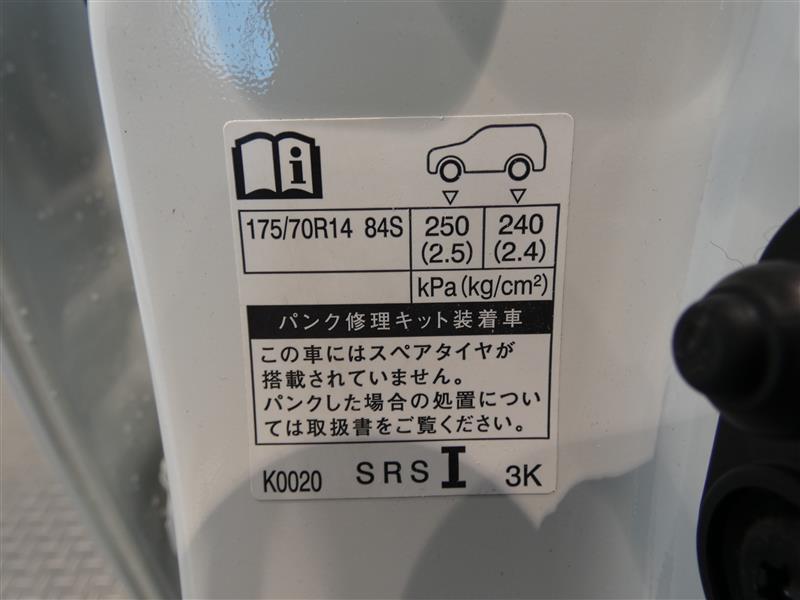 175/70R14 84S 250 240
(2.5) (2.4)
kPa(kg/cm²)
パンク修理キット装着車
この車にはスペアタイヤが
搭載されていません。
パンクした場合の処置につい
ては取扱書をご覧ください。
K0020 SRS I 3K